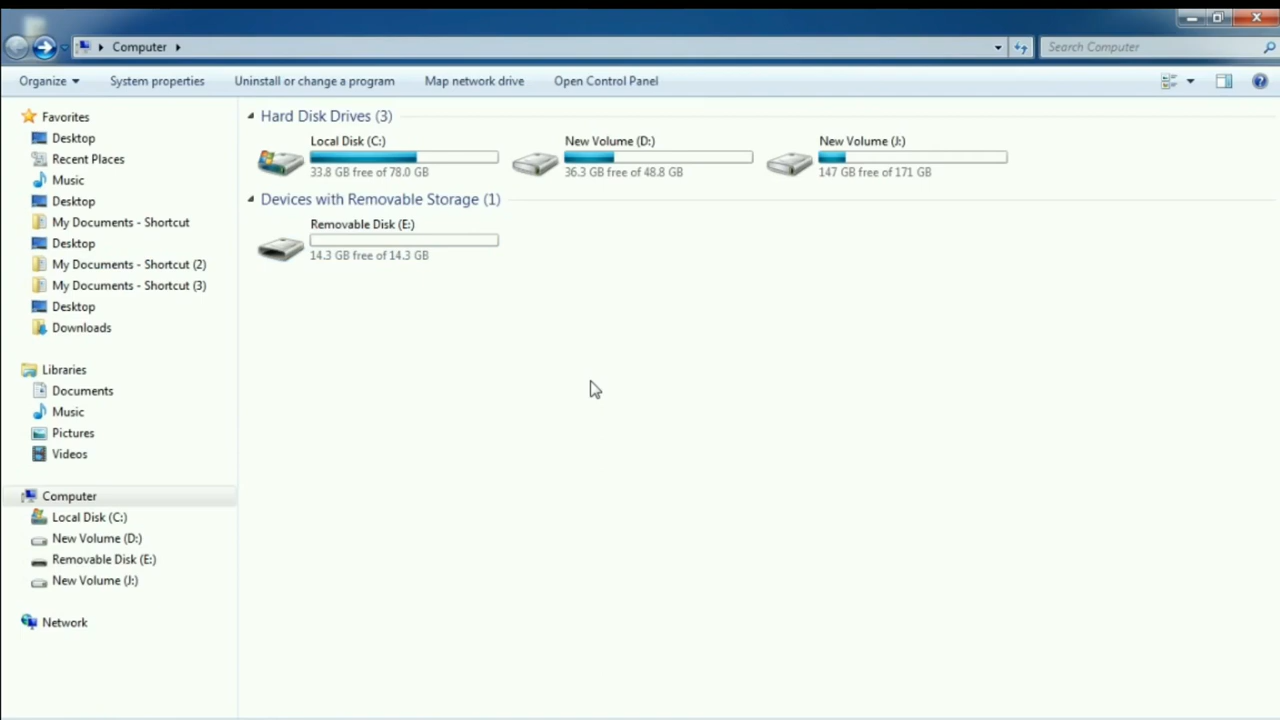 Computer
Search Computer
Organize
System properties
Uninstall or change a program
Map network drive
Open Control Panel
Favorites
Desktop
Recent Places
Music
Desktop
My Documents - Shortcut
Desktop
My Documents - Shortcut (2)
My Documents - Shortcut (3)
Desktop
Downloads
Libraries
Documents
Music
Pictures
Videos
Computer
Local Disk (C:)
New Volume (D:)
Removable Disk (E:)
New Volume (J:)
Network
Hard Disk Drives (3)
Local Disk (C:)
33.8 GB free of 78.0 GB
New Volume (D:)
36.3 GB free of 48.8 GB
New Volume (J:)
147 GB free of 171 GB
Devices with Removable Storage (1)
Removable Disk (E:)
14.3 GB free of 14.3 GB